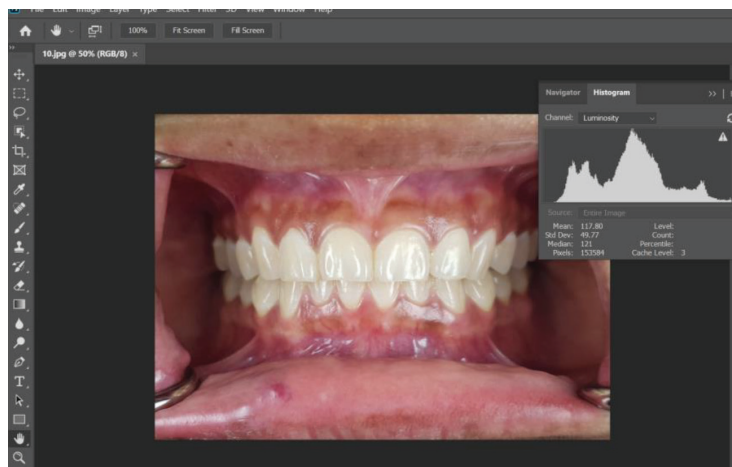 File Edit Image Layer Type Select Filter 3D View Window Help
100% Fit Screen Fill Screen
10.jpg @ 50% (RGB/8) ×
Navigator Histogram
Channel: Luminosity
Source: Entire Image
Mean: 117.80 Level:
Std Dev: 49.77 Count:
Median: 121 Percentile:
Pixels: 153584 Cache Level: 3